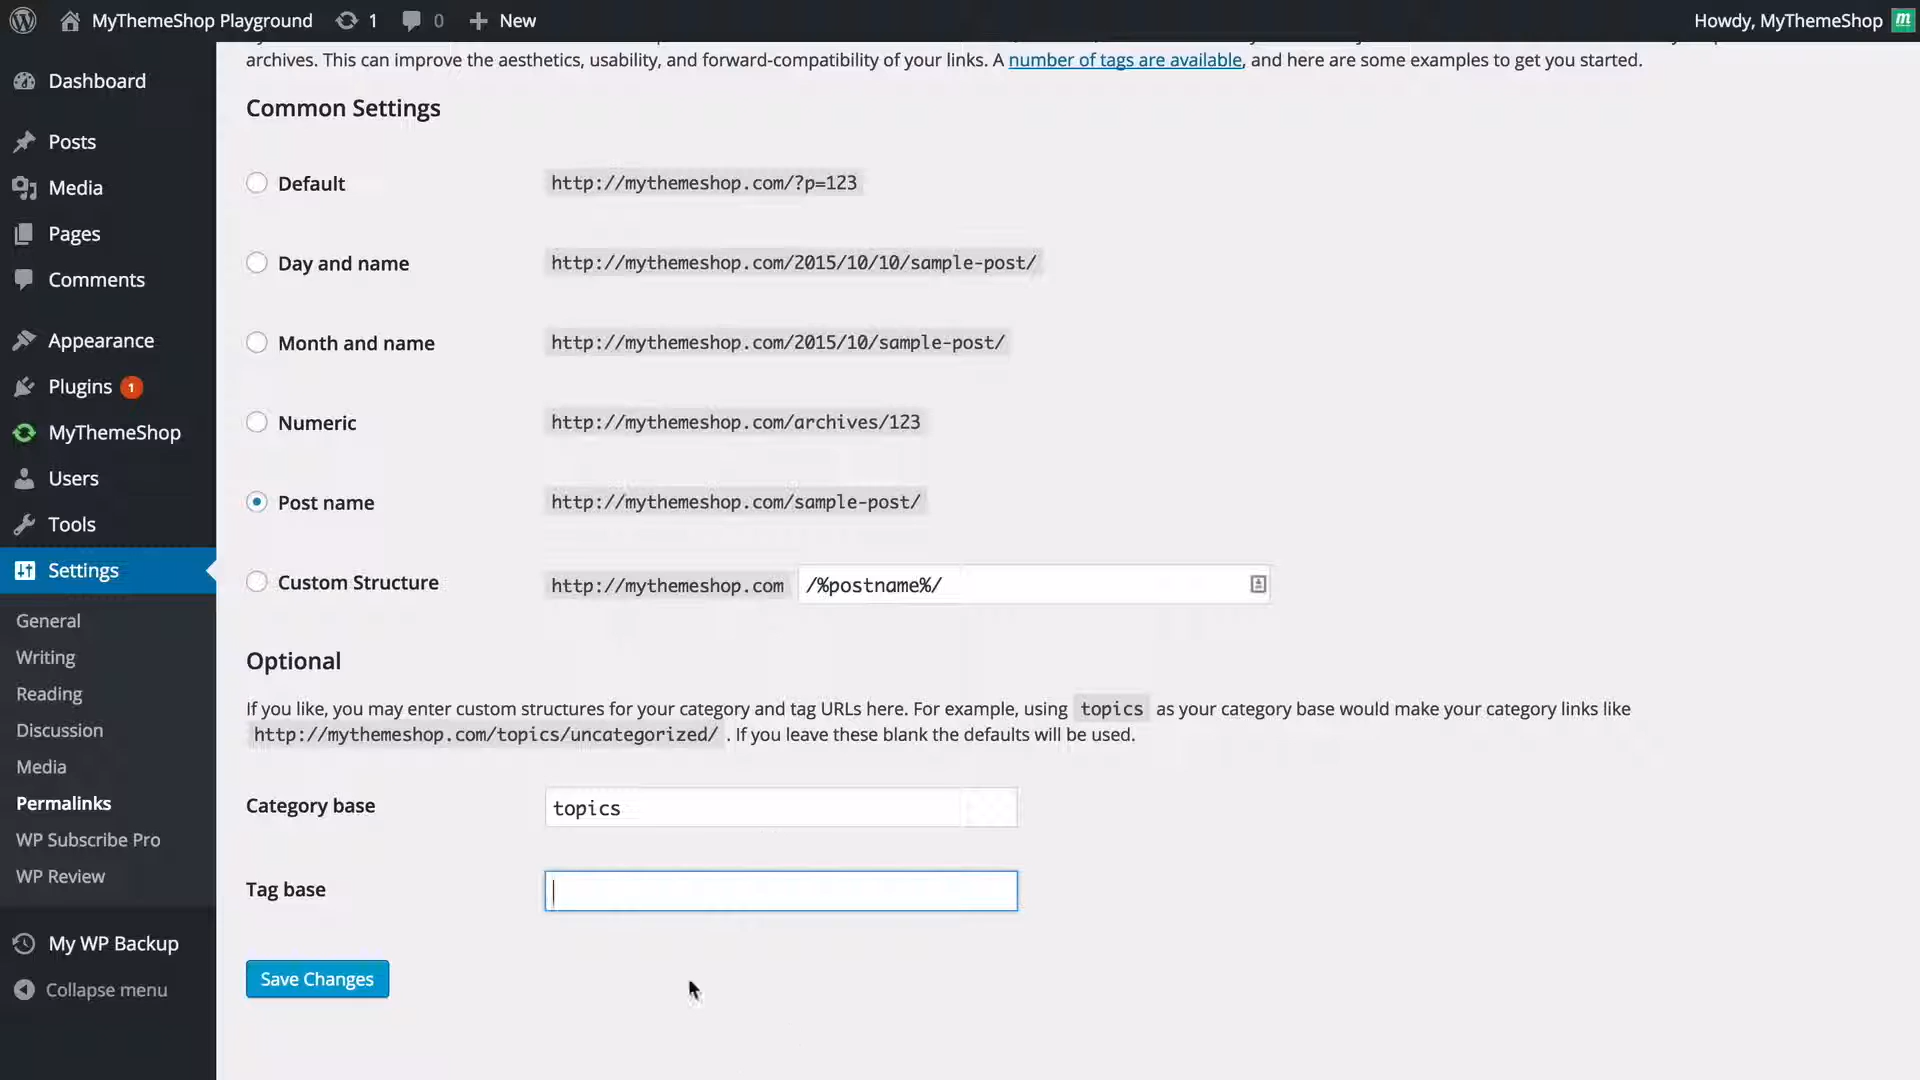 MyThemeShop Playground
1
0
New
Howdy, MyThemeShop
Dashboard
Posts
Media
Pages
Comments
Appearance
Plugins 1
MyThemeShop
Users
Tools
Settings
General
Writing
Reading
Discussion
Media
Permalinks
WP Subscribe Pro
WP Review
My WP Backup
Collapse menu
archives. This can improve the aesthetics, usability, and forward-compatibility of your links. A number of tags are available, and here are some examples to get you started.
Common Settings
Default http://mythemeshop.com/?p=123
Day and name http://mythemeshop.com/2015/10/10/sample-post/
Month and name http://mythemeshop.com/2015/10/sample-post/
Numeric http://mythemeshop.com/archives/123
Post name http://mythemeshop.com/sample-post/
Custom Structure http://mythemeshop.com /%postname%/
Optional
If you like, you may enter custom structures for your category and tag URLs here. For example, using topics as your category base would make your category links like
http://mythemeshop.com/topics/uncategorized/ . If you leave these blank the defaults will be used.
Category base topics
Tag base
Save Changes